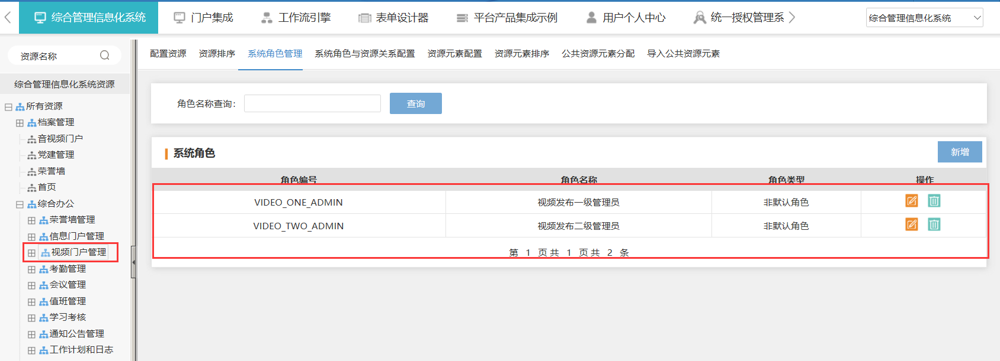 综合管理信息化系统 门户集成 工作流引擎 表单设计器 平台产品集成示例 用户个人中心 统一授权管理系 综合管理信息化系统
资源名称
配置资源 资源排序 系统角色管理 系统角色与资源关系配置 资源元素配置 资源元素排序 公共资源元素分配 导入公共资源元素
综合管理信息化系统资源
所有资源
档案管理
音视频门户
党建管理
荣誉墙
首页
综合办公
荣誉墙管理
信息门户管理
视频门户管理
考勤管理
会议管理
值班管理
学习考核
通知公告管理
工作计划和日志
角色名称查询: 查询
系统角色 新增
角色编号 角色名称 角色类型 操作
VIDEO_ONE_ADMIN 视频发布一级管理员 非默认角色
VIDEO_TWO_ADMIN 视频发布二级管理员 非默认角色
第 1 页 共 1 页 共 2 条